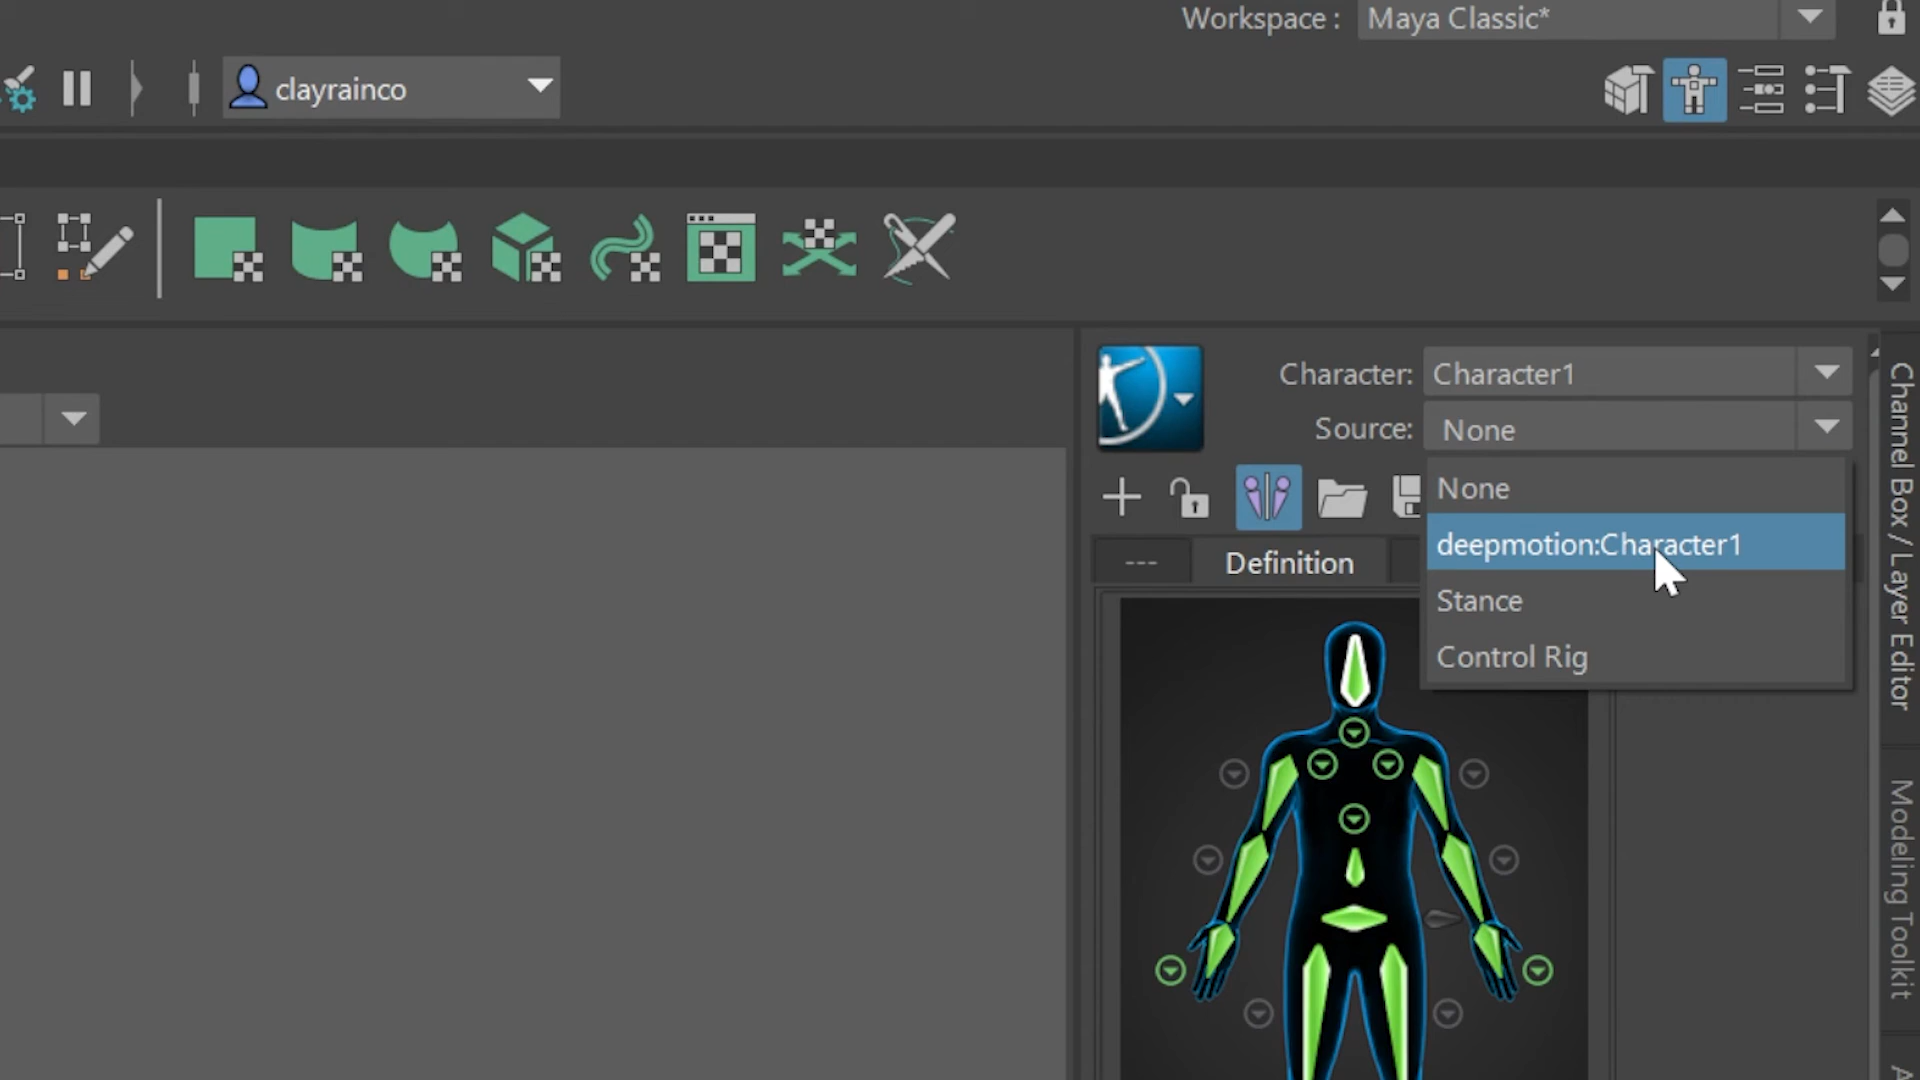 Workspace :
Maya Classic*
clayrainco
Character:
Character1
Source:
None
None
deepmotion:Character1
Stance
Control Rig
---
Definition
Channel Box / Layer Editor
Modeling Toolkit